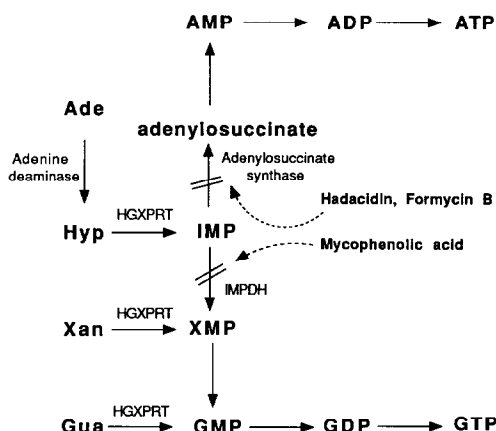 AMP ADP ATP
Ade
adenylosuccinate
Adenine
deaminase
Adenylosuccinate
synthase
Hadacidin, Formycin B
HGXPRT
Hyp IMP
Mycophenolic acid
IMPDH
HGXPRT
Xan XMP
HGXPRT
Gua GMP GDP GTP